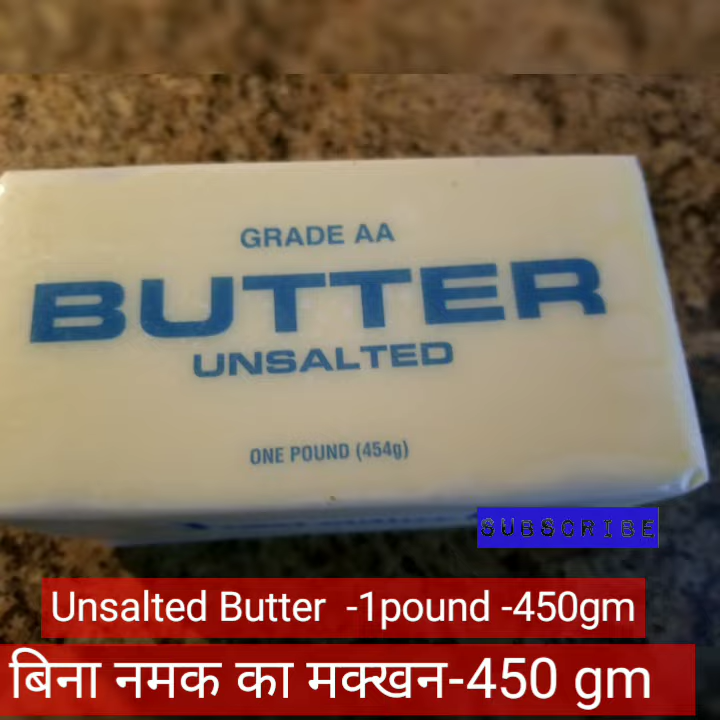 GRADE AA
BUTTER
UNSALTED
ONE POUND (454g)
SUBSCRIBE
Unsalted Butter -1pound -450gm
बिना नमक का मक्खन-450 gm